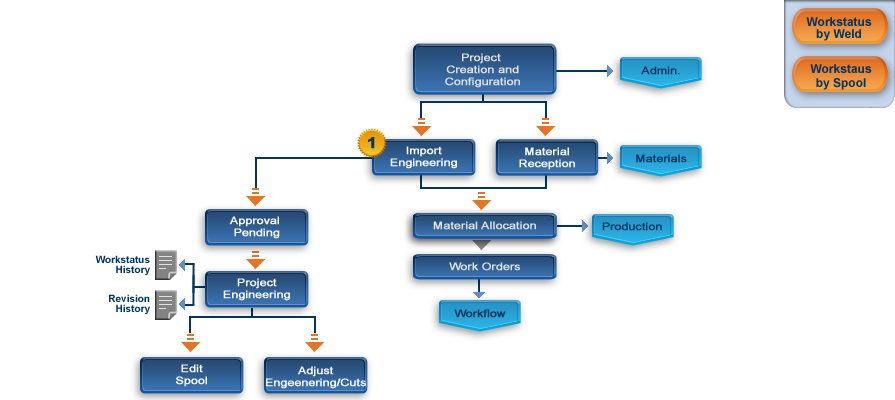 Workstatus
by Weld
Workstaus
by Spool
Project
Creation and
Configuration
Admin.
1
Import
Engineering
Material
Reception
Materials
Approval
Pending
Material Allocation
Production
Workstatus
History
Work Orders
Project
Engineering
Revision
History
Workflow
Edit
Spool
Adjust
Engeenering/Cuts